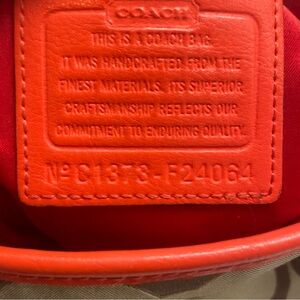 COACH
THIS IS A COACH BAG.
IT WAS HANDCRAFTED FROM THE
FINEST MATERIALS. ITS SUPERIOR
CRAFTSMANSHIP REFLECTS OUR
COMMITMENT TO ENDURING QUALITY.
Nº C1373-F24064